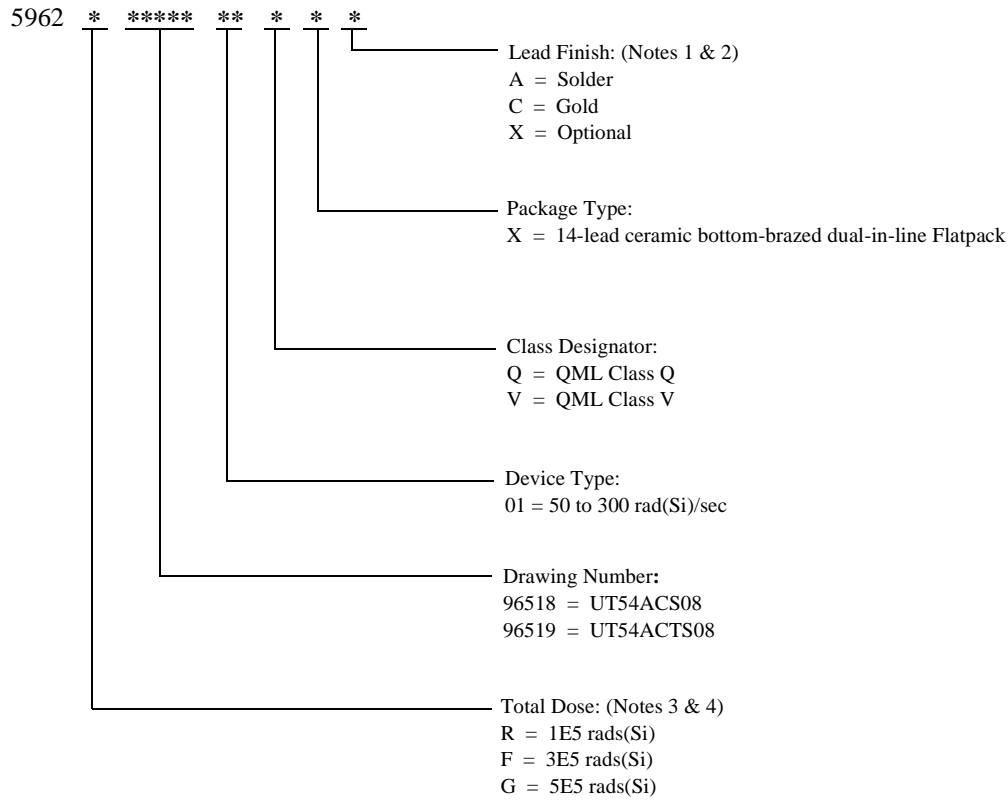 5962 * ***** ** * * *
Lead Finish: (Notes 1 & 2)
A = Solder
C = Gold
X = Optional
Package Type:
X = 14-lead ceramic bottom-brazed dual-in-line Flatpack
Class Designator:
Q = QML Class Q
V = QML Class V
Device Type:
01 = 50 to 300 rad(Si)/sec
Drawing Number:
96518 = UT54ACS08
96519 = UT54ACTS08
Total Dose: (Notes 3 & 4)
R = 1E5 rads(Si)
F = 3E5 rads(Si)
G = 5E5 rads(Si)